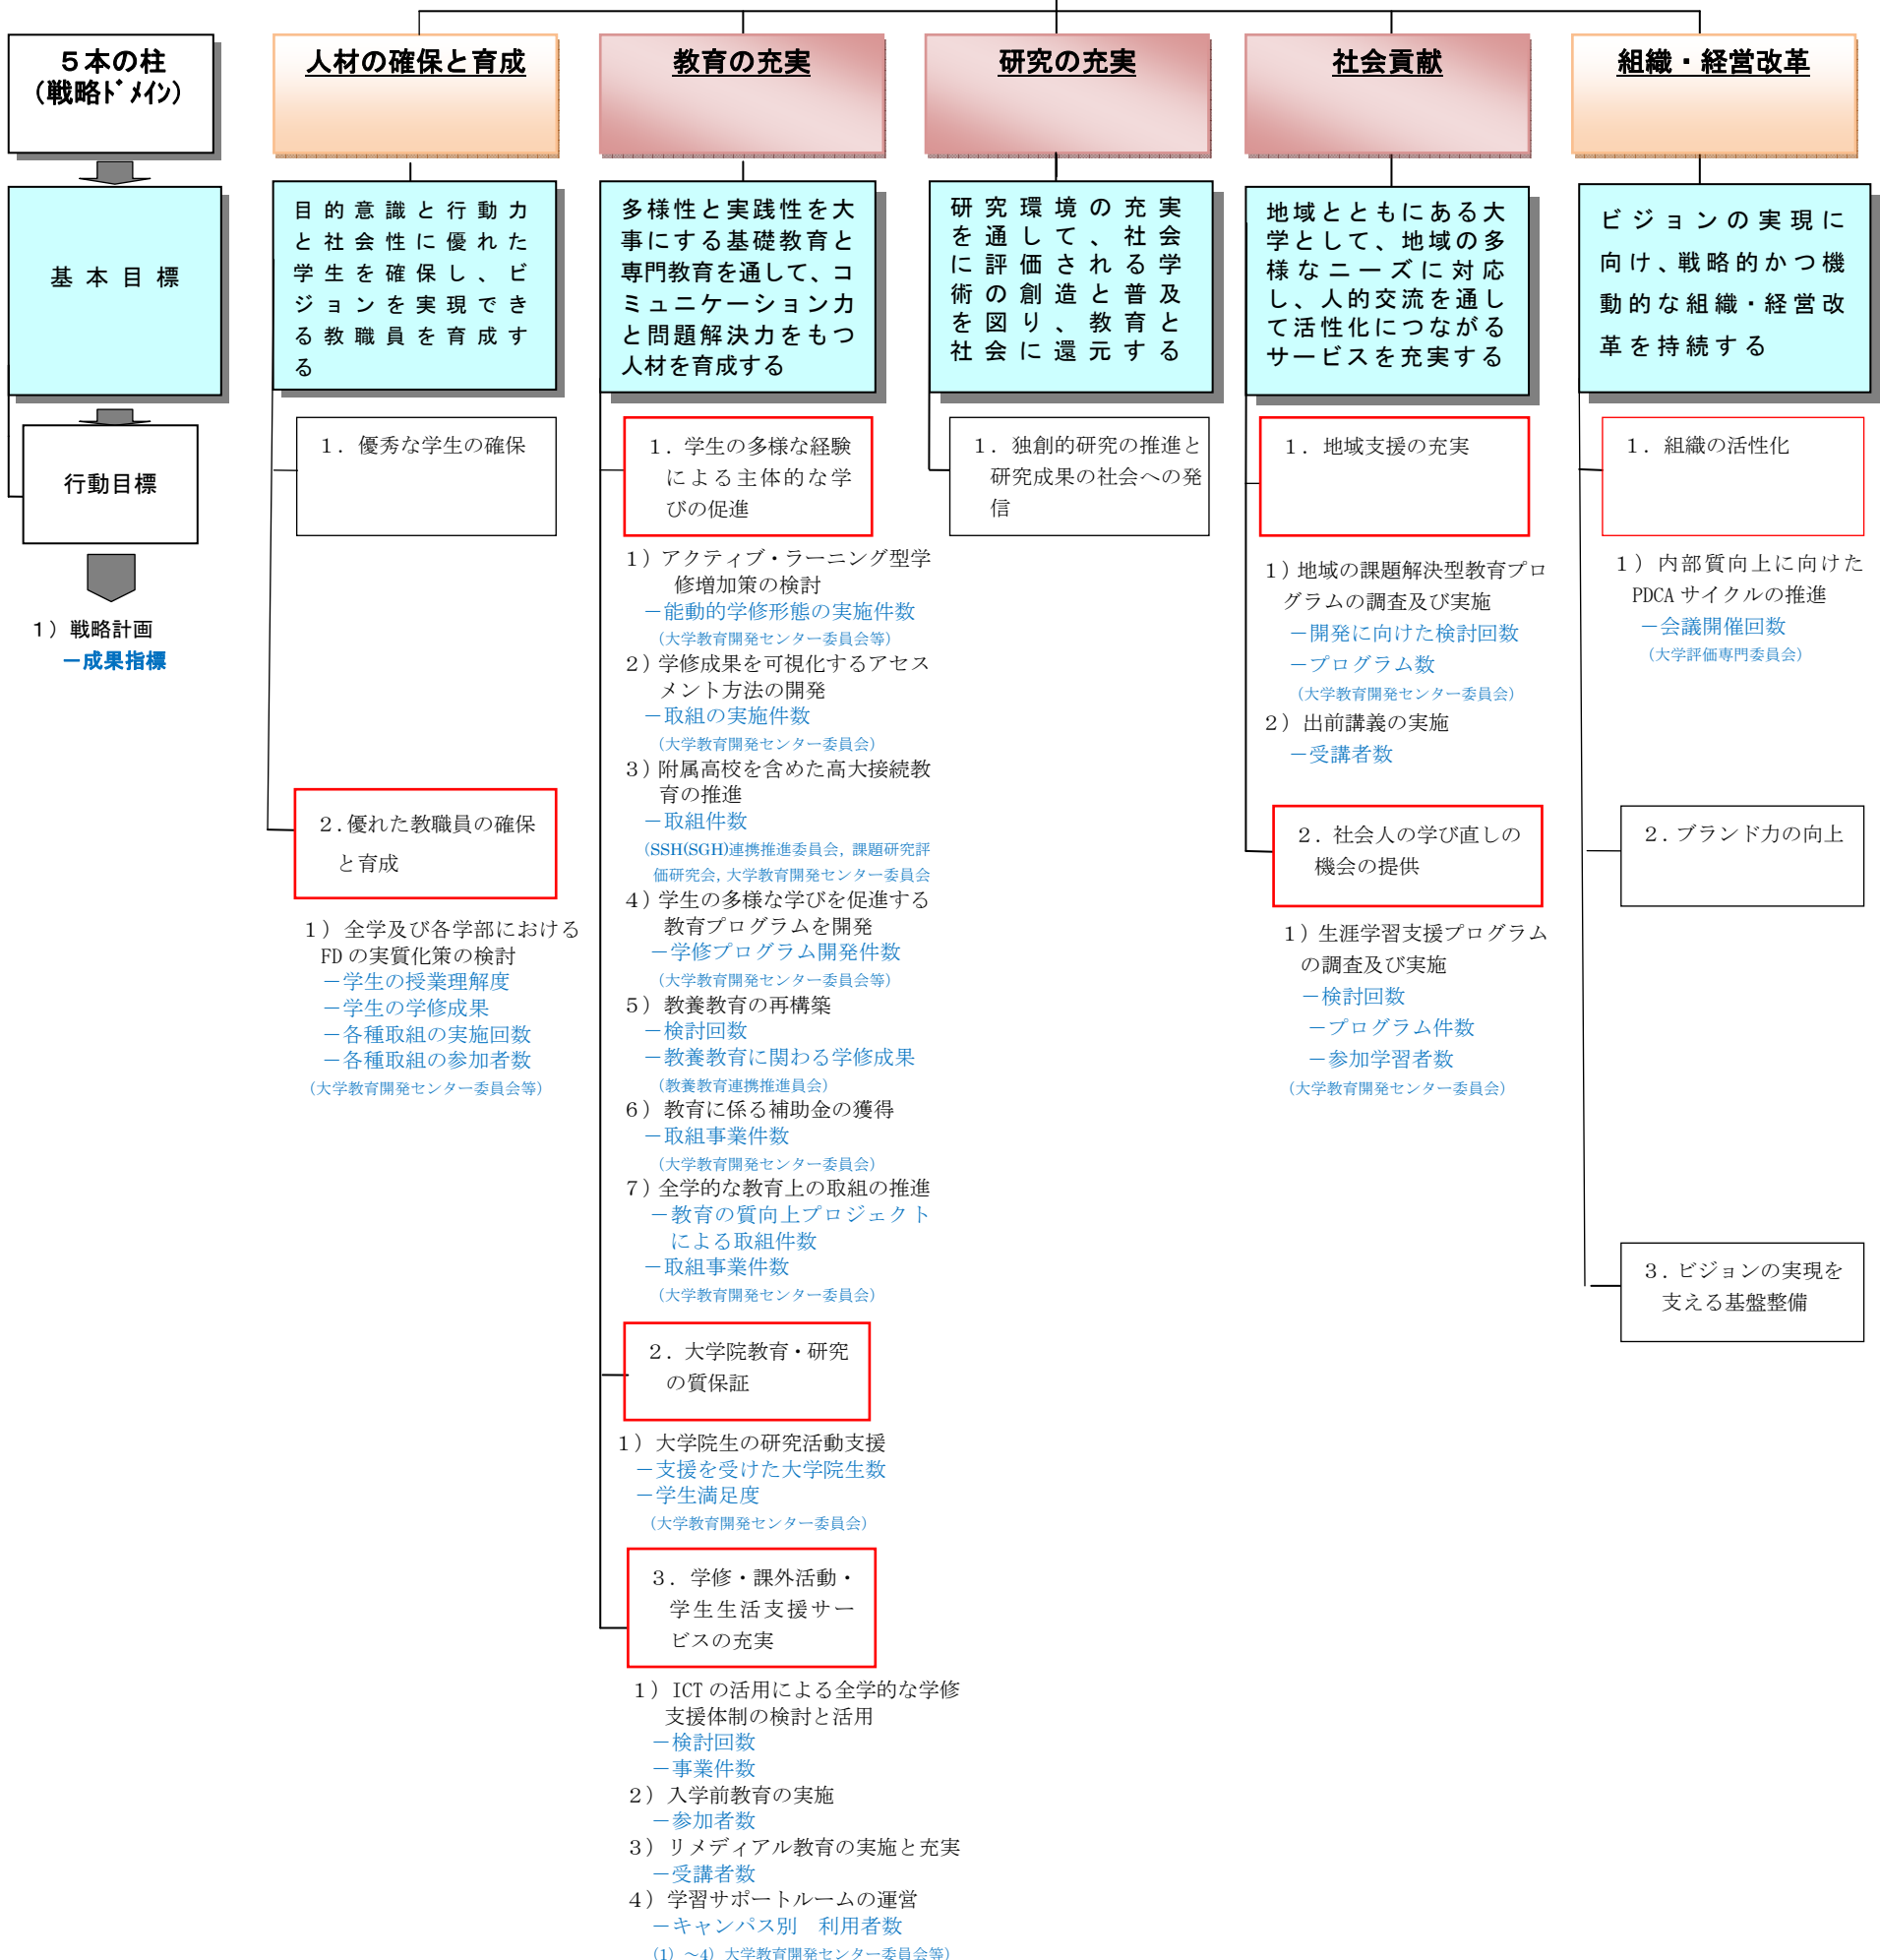 ５本の柱
（戦略ﾄﾞﾒｲﾝ）
基本目標
行動目標
１）戦略計画
－成果指標
人材の確保と育成
目的意識と行動力
と社会性に優れた
学生を確保し、ビ
ジョンを実現でき
る教職員を育成す
る
１．優秀な学生の確保
２．優れた教職員の確保
と育成
１）全学及び各学部における
FD の実質化策の検討
－学生の授業理解度
－学生の学修成果
－各種取組の実施回数
－各種取組の参加者数
（大学教育開発センター委員会等）
教育の充実
多様性と実践性を大
事にする基礎教育と
専門教育を通して、コ
ミュニケーション力
と問題解決力をもつ
人材を育成する
１．学生の多様な経験
による主体的な学
びの促進
１）アクティブ・ラーニング型学
修増加策の検討
－能動的学修形態の実施件数
（大学教育開発センター委員会等）
２）学修成果を可視化するアセス
メント方法の開発
－取組の実施件数
（大学教育開発センター委員会）
３）附属高校を含めた高大接続教
育の推進
－取組件数
（SSH(SGH)連携推進委員会，課題研究評
価研究会，大学教育開発センター委員会
４）学生の多様な学びを促進する
教育プログラムを開発
－学修プログラム開発件数
（大学教育開発センター委員会等）
５）教養教育の再構築
－検討回数
－教養教育に関わる学修成果
（教養教育連携推進員会）
６）教育に係る補助金の獲得
－取組事業件数
（大学教育開発センター委員会）
７）全学的な教育上の取組の推進
－教育の質向上プロジェクト
による取組件数
－取組事業件数
（大学教育開発センター委員会）
２．大学院教育・研究
の質保証
１）大学院生の研究活動支援
－支援を受けた大学院生数
－学生満足度
（大学教育開発センター委員会）
３．学修・課外活動・
学生生活支援サー
ビスの充実
１）ICT の活用による全学的な学修
支援体制の検討と活用
－検討回数
－事業件数
２）入学前教育の実施
－参加者数
３）リメディアル教育の実施と充実
－受講者数
４）学習サポートルームの運営
－キャンパス別　利用者数
（1）～4）大学教育開発センター委員会等）
研究の充実
研究環境の充実
を通して、社会
に評価される学
術の創造と普及
を図り、教育と
社会に還元する
１．独創的研究の推進と
研究成果の社会への発
信
社会貢献
地域とともにある大
学として、地域の多
様なニーズに対応
し、人的交流を通し
て活性化につながる
サービスを充実する
１．地域支援の充実
１）地域の課題解決型教育プロ
グラムの調査及び実施
－開発に向けた検討回数
－プログラム数
（大学教育開発センター委員会）
２）出前講義の実施
－受講者数
２．社会人の学び直しの
機会の提供
１）生涯学習支援プログラム
の調査及び実施
－検討回数
－プログラム件数
－参加学習者数
（大学教育開発センター委員会）
組織・経営改革
ビジョンの実現に
向け、戦略的かつ機
動的な組織・経営改
革を持続する
１．組織の活性化
１）内部質向上に向けた
PDCA サイクルの推進
－会議開催回数
（大学評価専門委員会）
２．ブランド力の向上
３．ビジョンの実現を
支える基盤整備